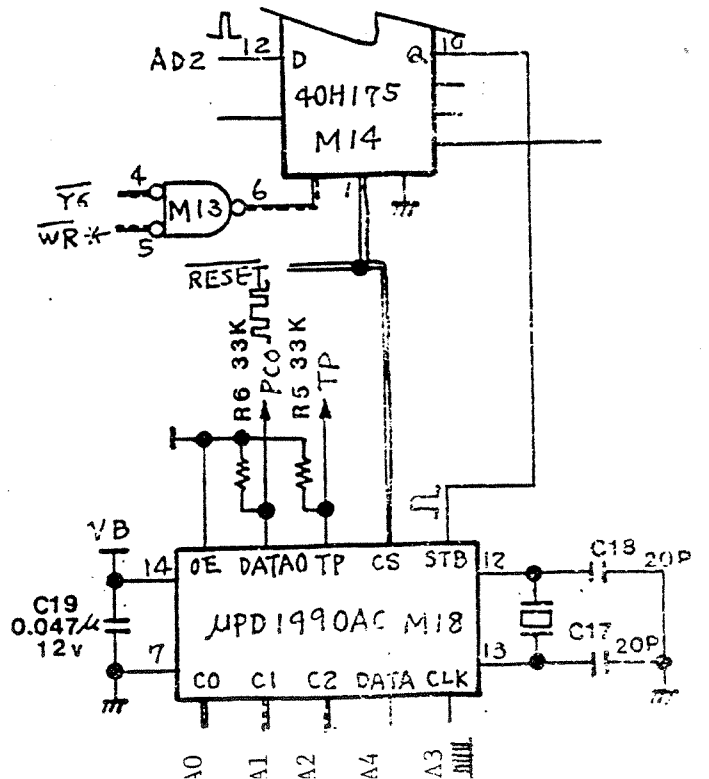 12
10
AD2
D
Q
40H175
M14
4
Y6
M13
6
1
WR*
5
RESET
R6 33K
PC0
R5 33K
TP
VB
14
OE
DATAO
TP
CS
STB
12
C18
20P
C19
0.047μ
12v
μPD1990AC
M18
7
13
C17
20P
C0
C1
C2
DATA
CLK
A0
A1
A2
A4
A3